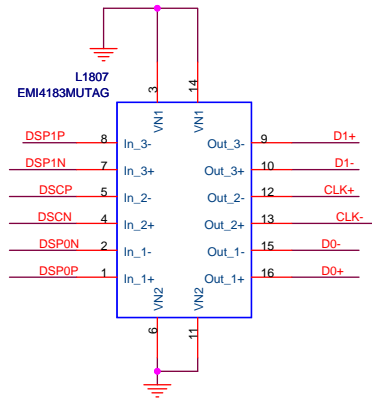 L1807
EMI4183MUTAG
3
14
VN1
VN1
DSP1P 8 In_3- Out_3- 9 D1+
DSP1N 7 In_3+ Out_3+ 10 D1-
DSCP 5 In_2- Out_2- 12 CLK+
DSCN 4 In_2+ Out_2+ 13 CLK-
DSP0N 2 In_1- Out_1- 15 D0-
DSP0P 1 In_1+ Out_1+ 16 D0+
VN2
VN2
6
11